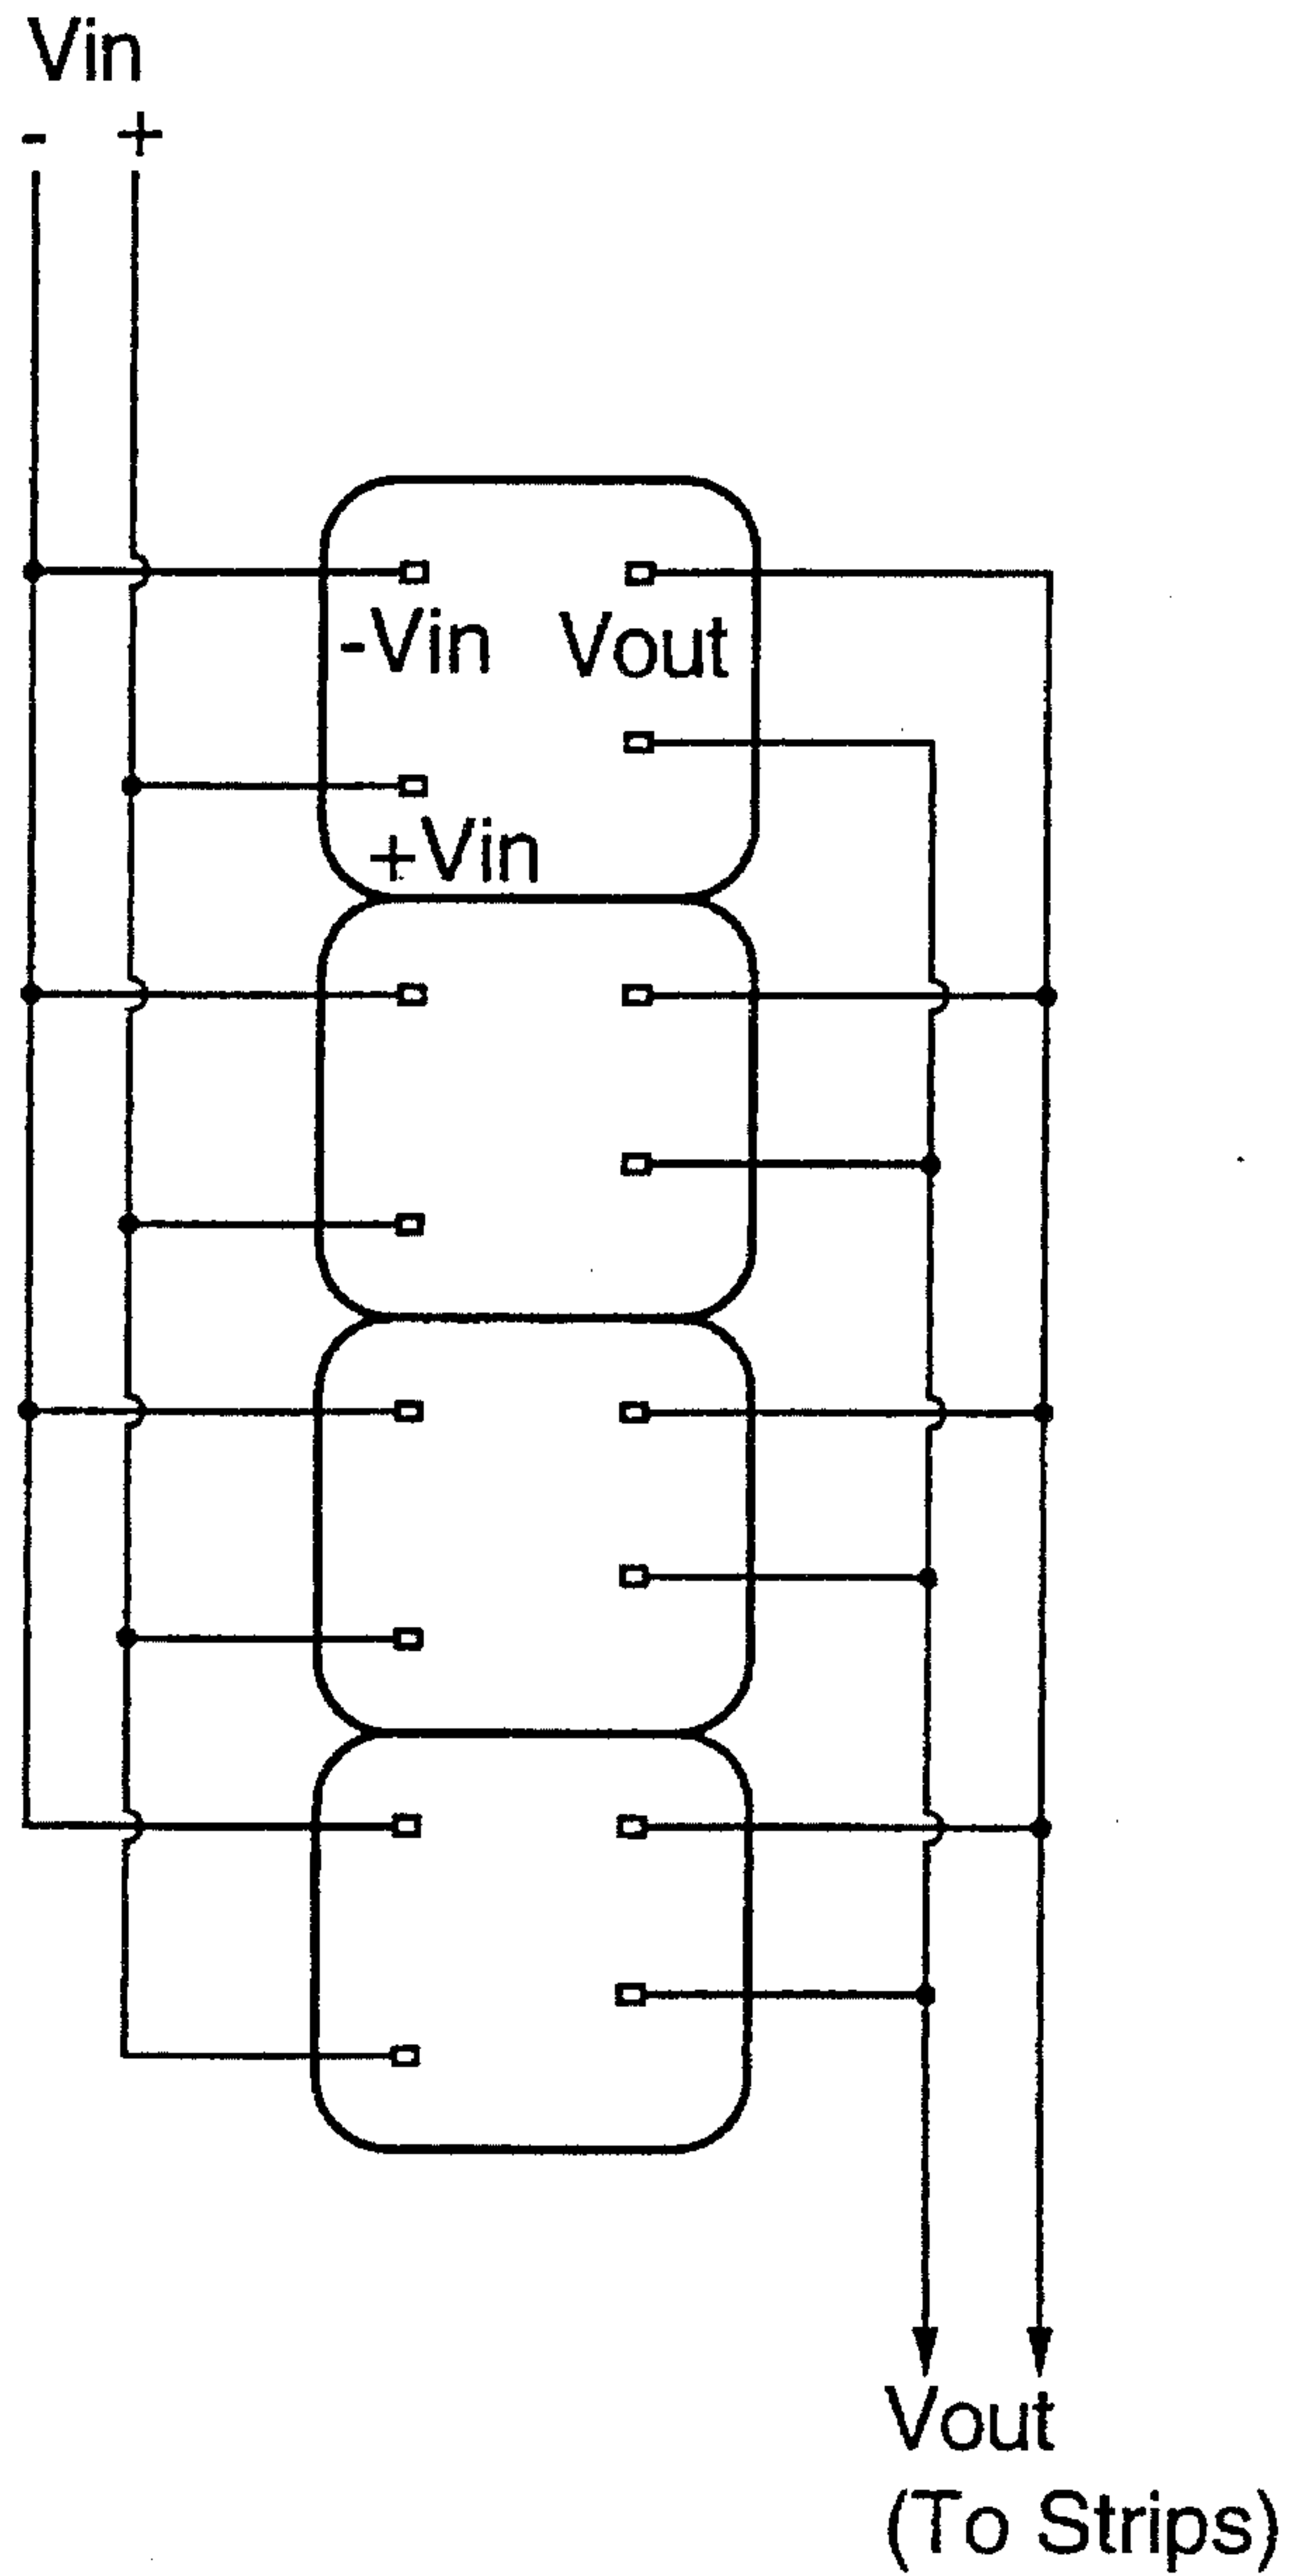 Vin
- +
-Vin Vout
+Vin
Vout
(To Strips)